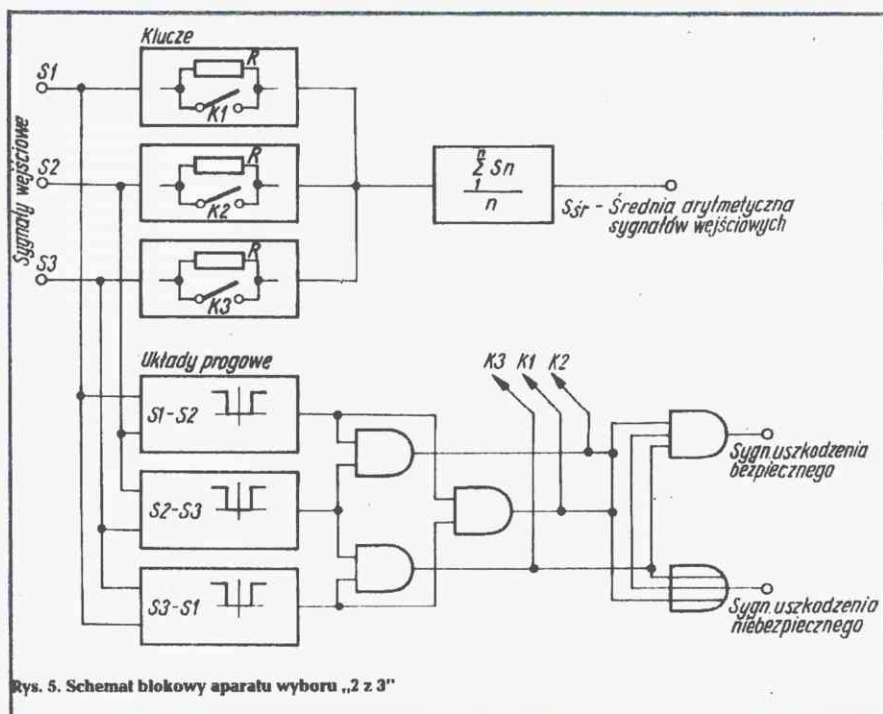 Klucze
Sygnały wejściowe
S1
R
K1
S2
R
K2
S3
R
K3
n
Σ Sn
1
n
Sśr - Średnia arytmetyczna
sygnałów wejściowych
Układy progowe
S1-S2
S2-S3
S3-S1
K3 K1 K2
Sygn. uszkodzenia
bezpiecznego
Sygn. uszkodzenia
niebezpiecznego
Rys. 5. Schemat blokowy aparatu wyboru „2 z 3"